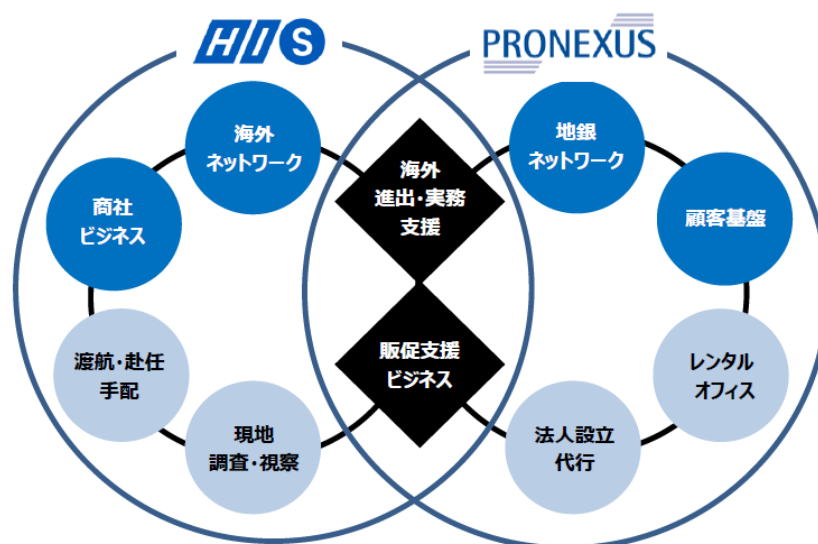 HIS
PRONEXUS
海外
ネットワーク
商社
ビジネス
渡航・赴任
手配
現地
調査・視察
海外
進出・実務
支援
販促支援
ビジネス
地銀
ネットワーク
顧客基盤
レンタル
オフィス
法人設立
代行